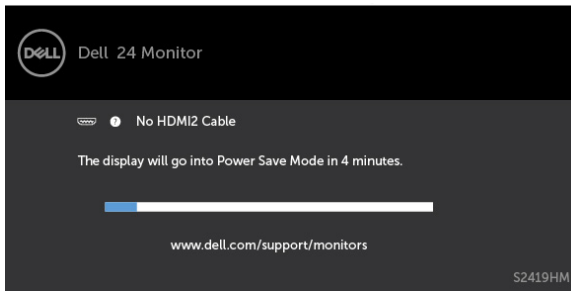 DELL
Dell 24 Monitor
? No HDMI2 Cable
The display will go into Power Save Mode in 4 minutes.
www.dell.com/support/monitors
S2419HM